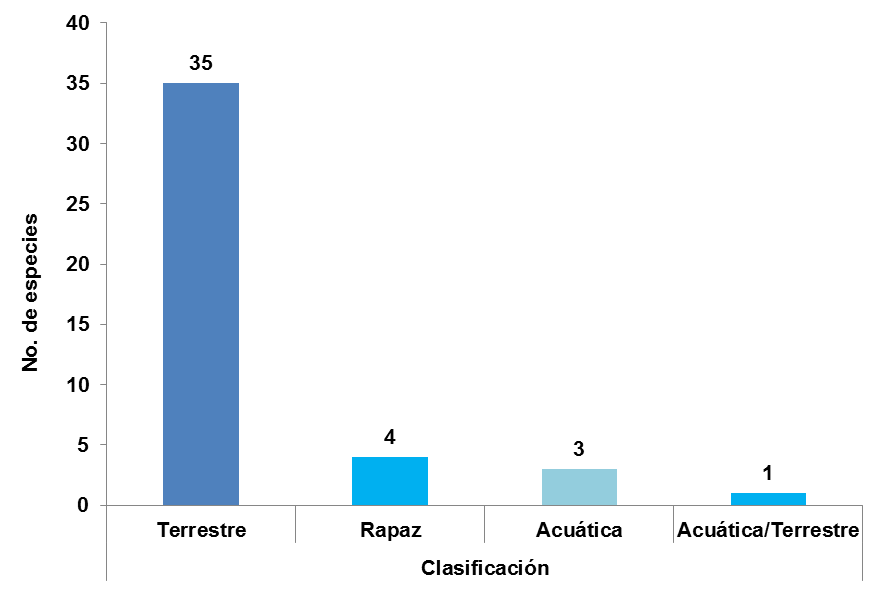 40
35
30
25
20
15
10
5
0
No. de especies
35
4
3
1
Terrestre
Rapaz
Acuática
Acuática/Terrestre
Clasificación